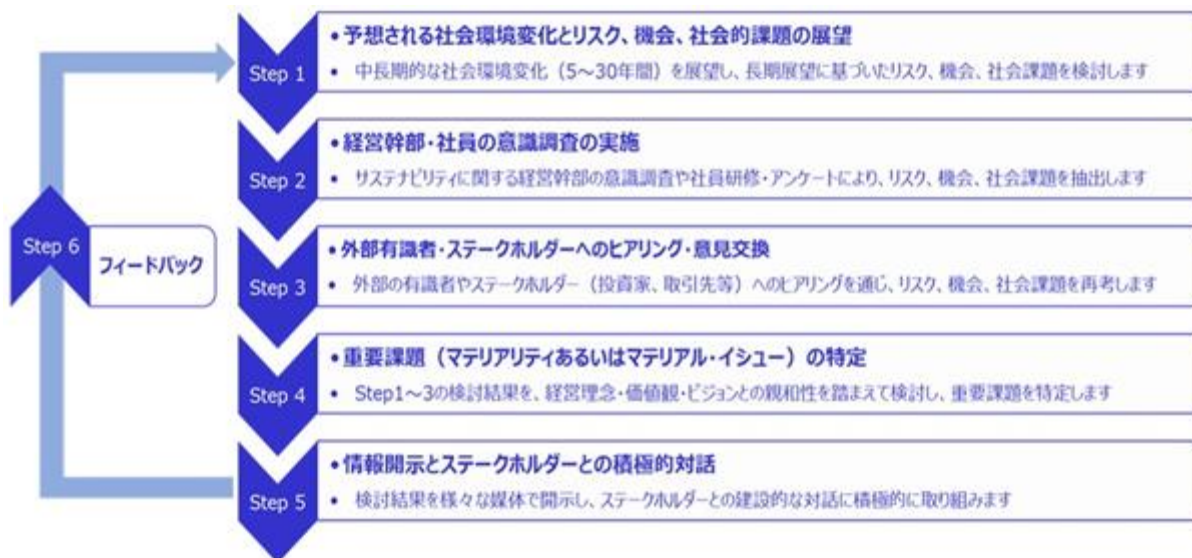 Step 1
・予想される社会環境変化とリスク、機会、社会的課題の展望
• 中長期的な社会環境変化（5～30年間）を展望し、長期展望に基づいたリスク、機会、社会課題を検討します
Step 2
・経営幹部・社員の意識調査の実施
• サステナビリティに関する経営幹部の意識調査や社員研修・アンケートにより、リスク、機会、社会課題を抽出します
Step 3
・外部有識者・ステークホルダーへのヒアリング・意見交換
• 外部の有識者やステークホルダー（投資家、取引先等）へのヒアリングを通じ、リスク、機会、社会課題を再考します
Step 4
・重要課題（マテリアリティあるいはマテリアル・イシュー）の特定
• Step1～3の検討結果を、経営理念・価値観・ビジョンとの親和性を踏まえて検討し、重要課題を特定します
Step 5
・情報開示とステークホルダーとの積極的対話
• 検討結果を様々な媒体で開示し、ステークホルダーとの建設的な対話に積極的に取り組みます
Step 6
フィードバック